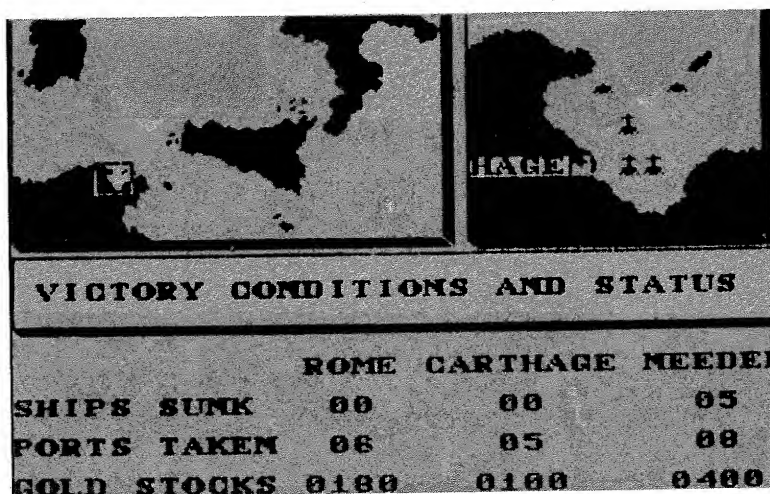 HAGEN
VICTORY CONDITIONS AND STATUS
ROME CARTHAGE NEEDED
SHIPS SUNK 00 00 05
PORTS TAKEN 06 05 08
GOLD STOCKS 0100 0100 0400